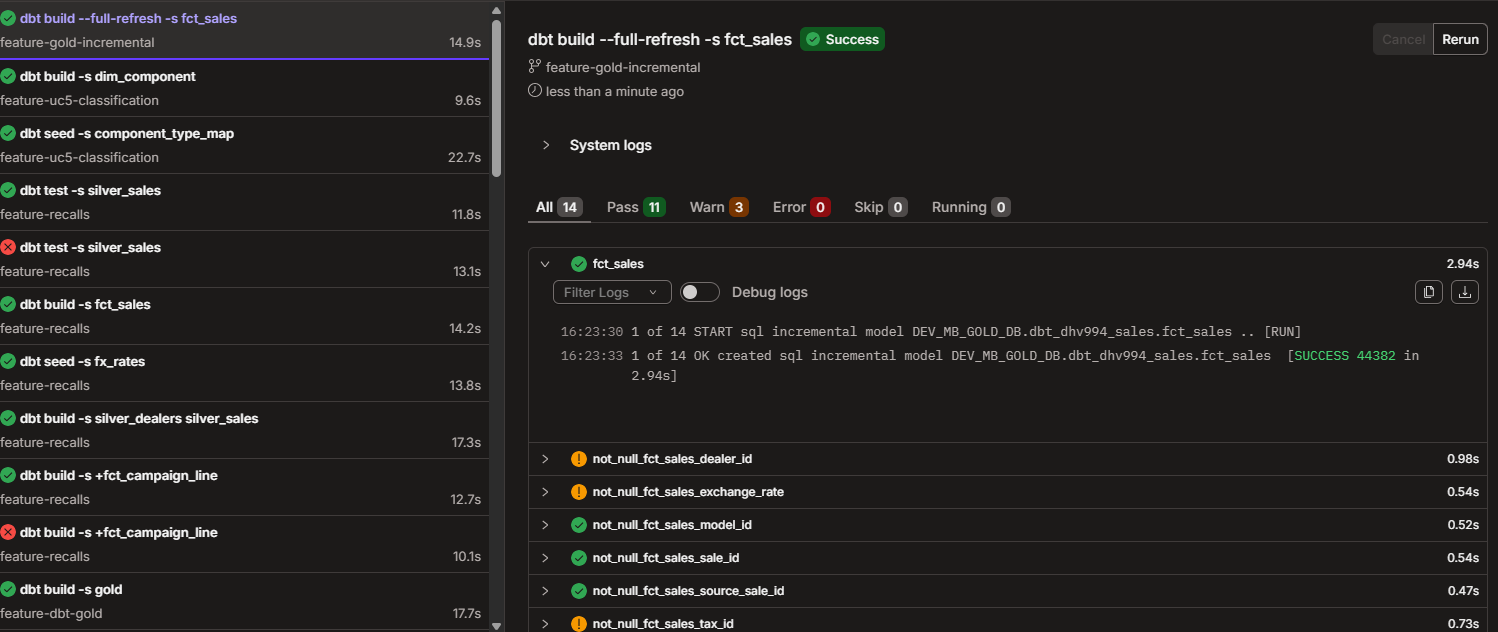 dbt build --full-refresh -s fct_sales
feature-gold-incremental 14.9s
dbt build -s dim_component
feature-uc5-classification 9.6s
dbt seed -s component_type_map
feature-uc5-classification 22.7s
dbt test -s silver_sales
feature-recalls 11.8s
dbt test -s silver_sales
feature-recalls 13.1s
dbt build -s fct_sales
feature-recalls 14.2s
dbt seed -s fx_rates
feature-recalls 13.8s
dbt build -s silver_dealers silver_sales
feature-recalls 17.3s
dbt build -s +fct_campaign_line
feature-recalls 12.7s
dbt build -s +fct_campaign_line
feature-recalls 10.1s
dbt build -s gold
feature-dbt-gold 17.7s
dbt build --full-refresh -s fct_sales Success Cancel Rerun
feature-gold-incremental
less than a minute ago
System logs
All 14 Pass 11 Warn 3 Error 0 Skip 0 Running 0
fct_sales 2.94s
Filter Logs Debug logs
16:23:30 1 of 14 START sql incremental model DEV_MB_GOLD_DB.dbt_dhv994_sales.fct_sales .. [RUN]
16:23:33 1 of 14 OK created sql incremental model DEV_MB_GOLD_DB.dbt_dhv994_sales.fct_sales [SUCCESS 44382 in
2.94s]
not_null_fct_sales_dealer_id 0.98s
not_null_fct_sales_exchange_rate 0.54s
not_null_fct_sales_model_id 0.52s
not_null_fct_sales_sale_id 0.54s
not_null_fct_sales_source_sale_id 0.47s
not_null_fct_sales_tax_id 0.73s